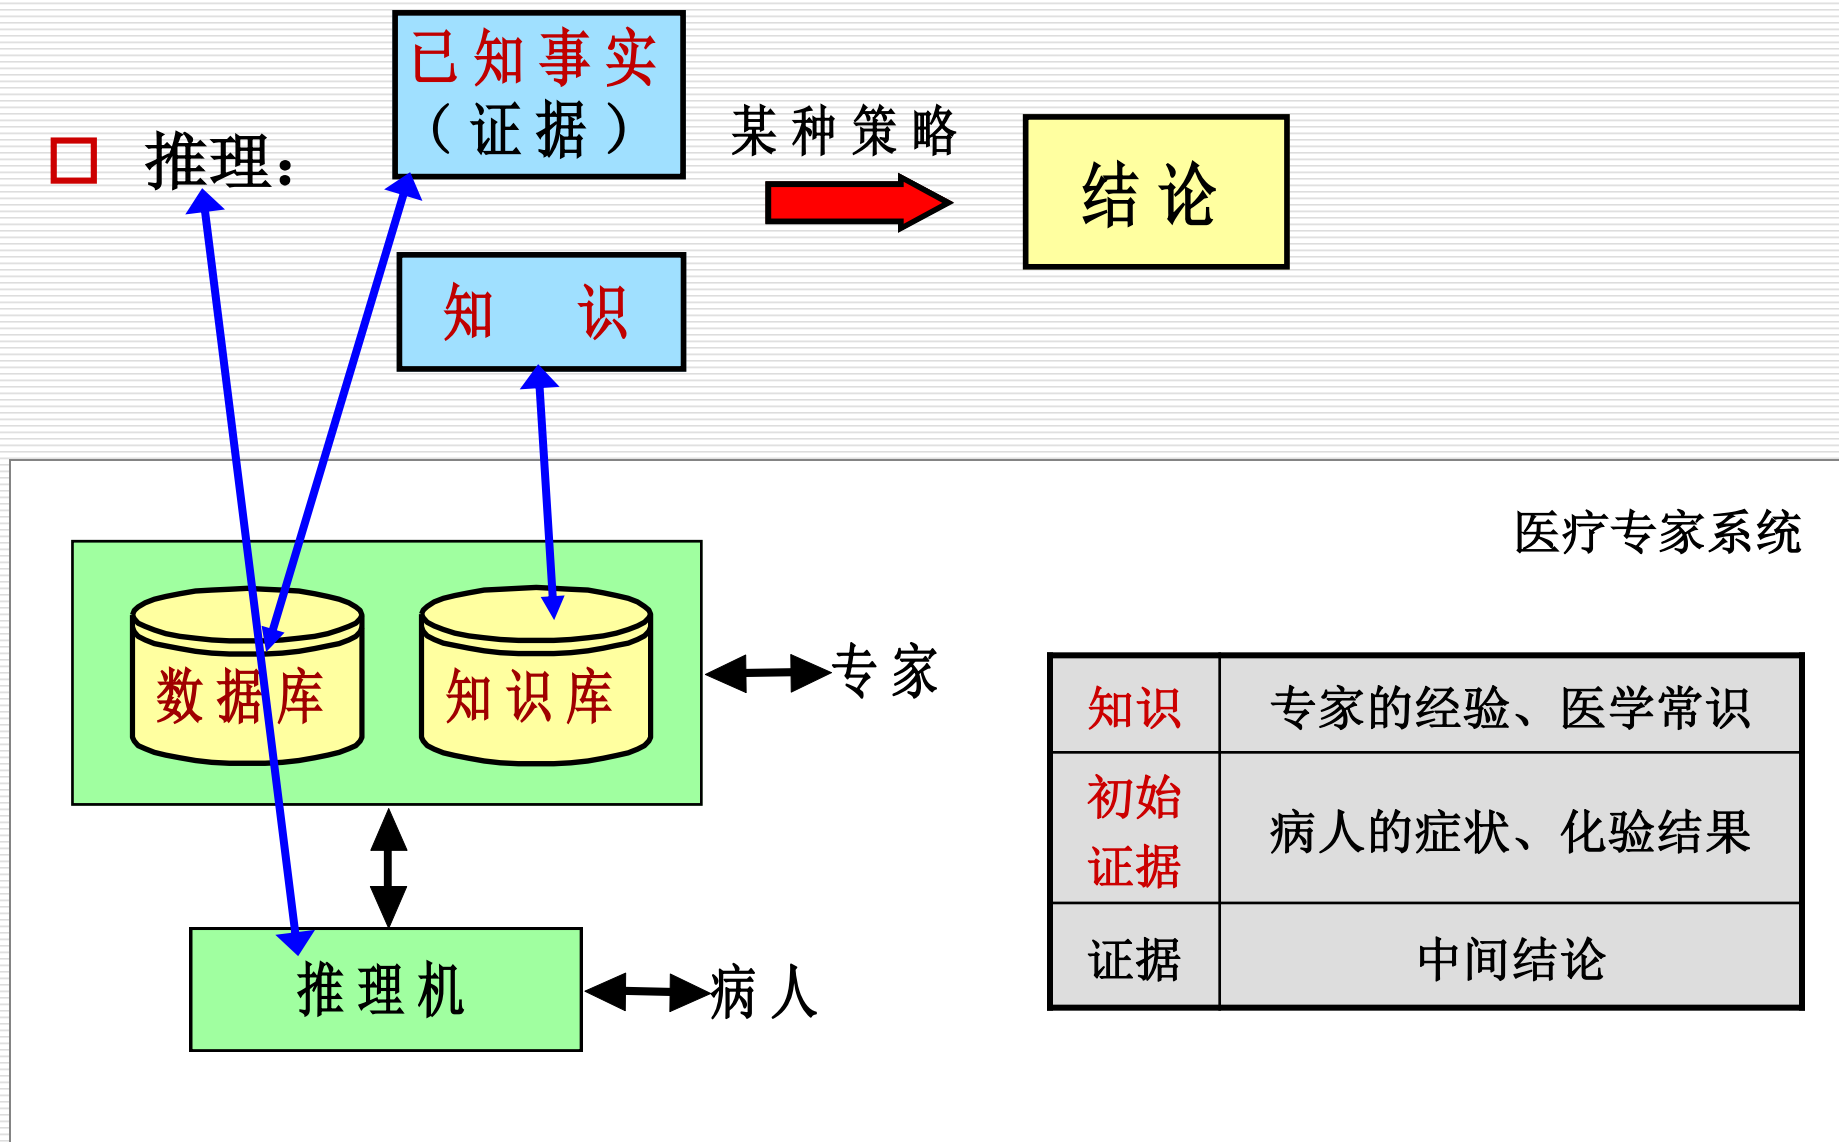 已知事实
（证据）
推理：
某种策略
结论
知 识
医疗专家系统
数据库
知识库
专家
知识
专家的经验、医学常识
初始
证据
病人的症状、化验结果
证据
中间结论
推理机
病人